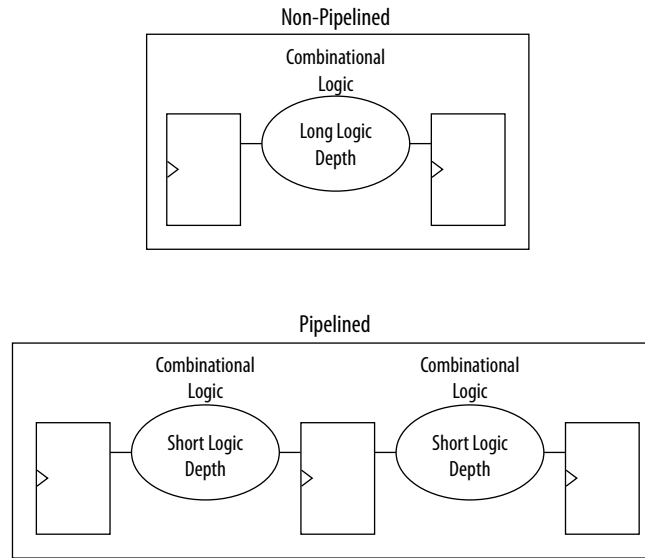 Non-Pipelined
Combinational
Logic
Long Logic
Depth
Pipelined
Combinational
Logic
Short Logic
Depth
Combinational
Logic
Short Logic
Depth